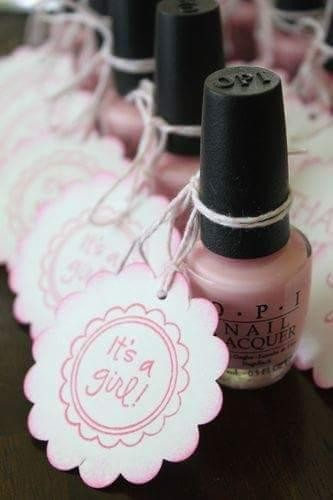 OPI
O·P·I
NAIL
LACQUER
It's a
girl!
It's a
girl!